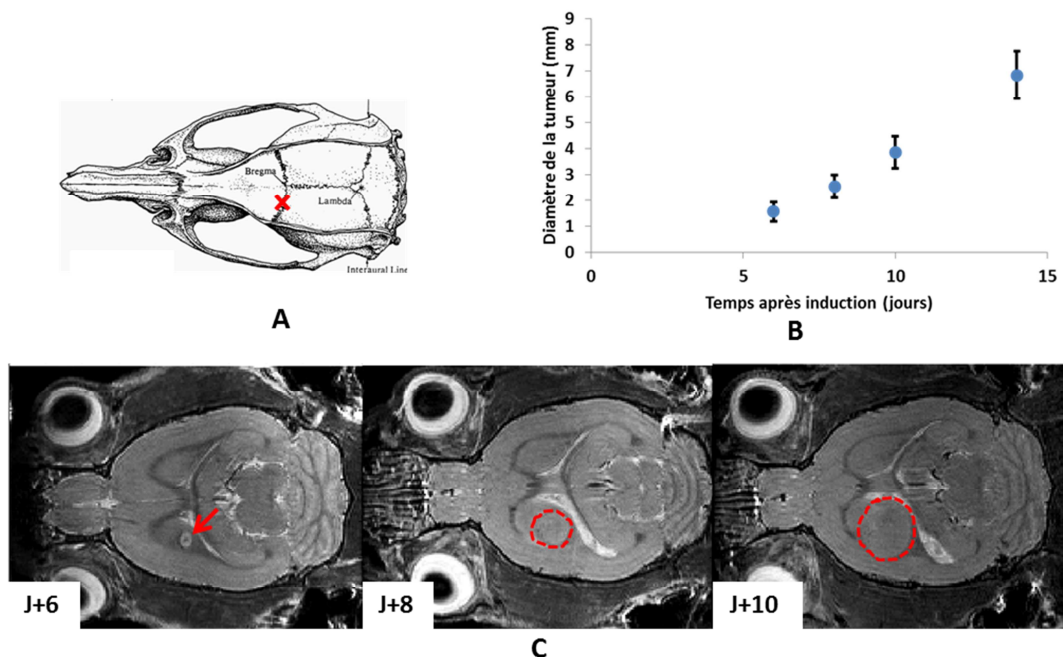 Bregma
Lambda
Interaural Line
A
Diamètre de la tumeur (mm)
9
8
7
6
5
4
3
2
1
0
0 5 10 15
Temps après induction (jours)
B
J+6
J+8
J+10
C